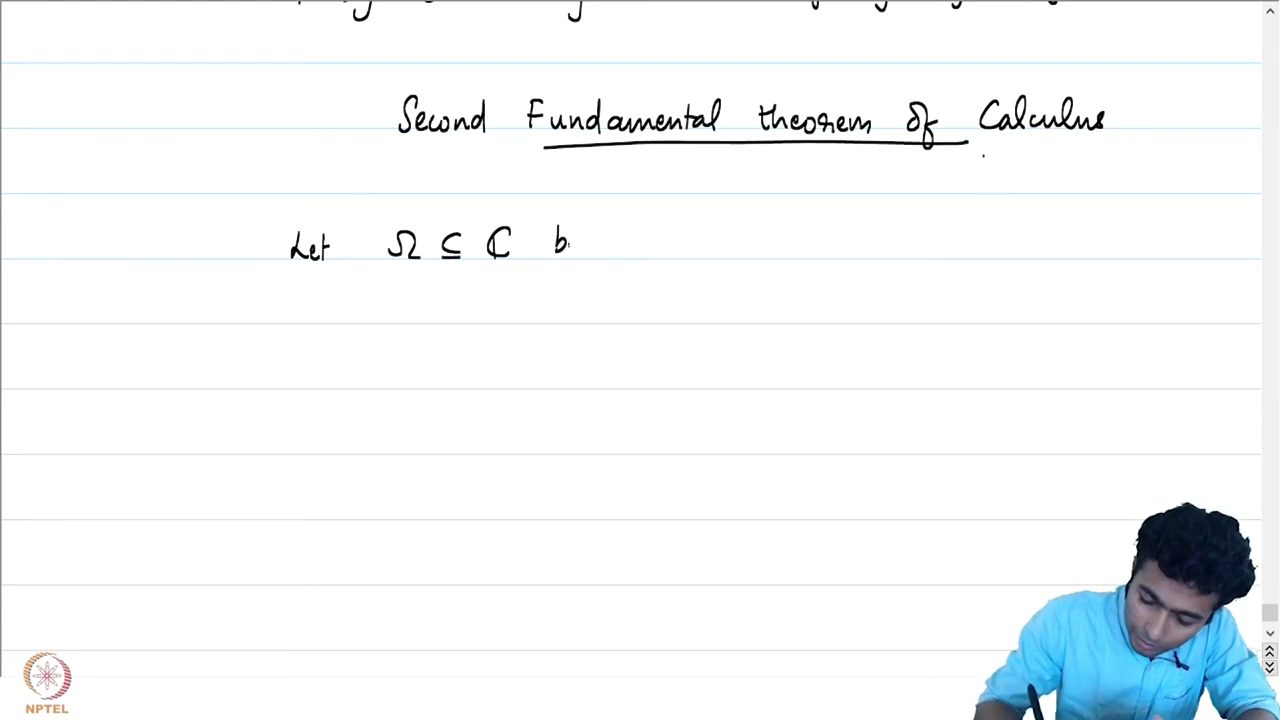 Second Fundamental theorem of Calculus
Let Ω ⊆ ℂ b
NPTEL